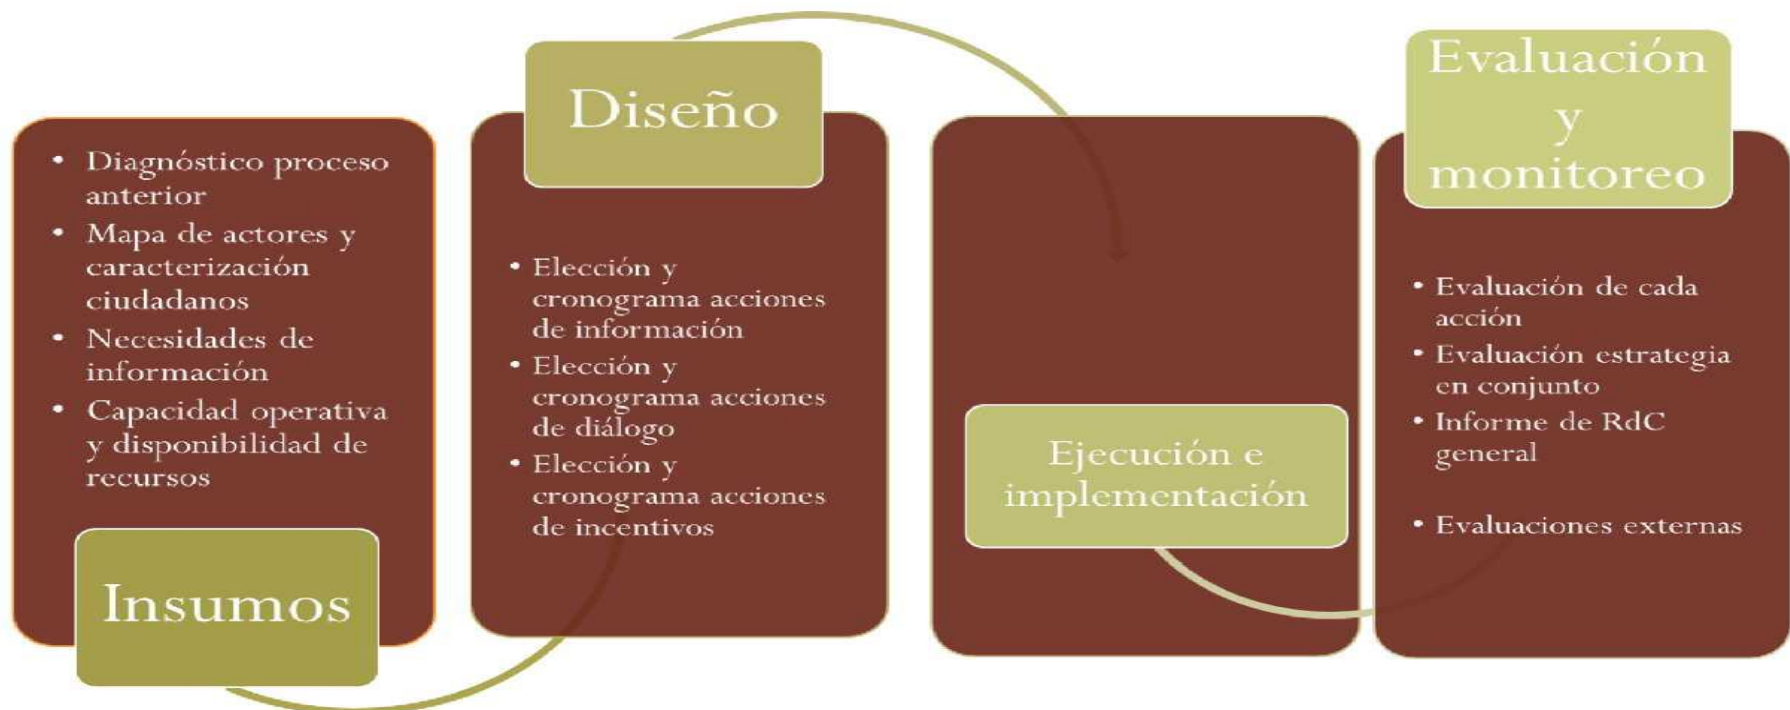 • Diagnóstico proceso
anterior
• Mapa de actores y
caracterización
ciudadanos
• Necesidades de
información
• Capacidad operativa
y disponibilidad de
recursos
Insumos
Diseño
• Elección y
cronograma acciones
de información
• Elección y
cronograma acciones
de diálogo
• Elección y
cronograma acciones
de incentivos
Ejecución e
implementación
Evaluación
y
monitoreo
• Evaluación de cada
acción
• Evaluación estrategia
en conjunto
• Informe de RdC
general
• Evaluaciones externas